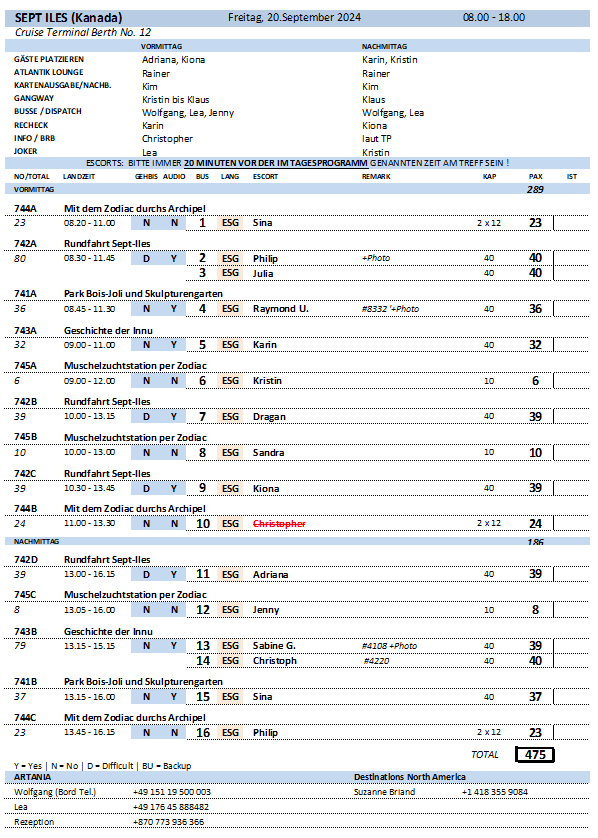 SEPT ILES (Kanada) Freitag, 20.September 2024 08.00 - 18.00
Cruise Terminal Berth No. 12
VORMITTAG NACHMITTAG
GÄSTE PLATZIEREN Adriana, Kiona Karin, Kristin
ATLANTIK LOUNGE Rainer Rainer
KARTENAUSGABE/NACHB. Kim Kim
GANGWAY Kristin bis Klaus Klaus
BUSSE / DISPATCH Wolfgang, Lea, Jenny Wolfgang, Lea
RECHECK Karin Kiona
INFO / BRB Christopher laut TP
JOKER Lea Kristin
ESCORTS: BITTE IMMER 20 MINUTEN VOR DER IM TAGESPROGRAMM GENANNTEN ZEIT AM TREFF SEIN !
NO/TOTAL LANDZEIT GEHBIS AUDIO BUS LANG ESCORT REMARK KAP PAX IST
VORMITTAG 289
744A Mit dem Zodiac durchs Archipel
23 08.20 - 11.00 N N 1 ESG Sina 2 x 12 23
742A Rundfahrt Sept-Iles
80 08.30 - 11.45 D Y 2 ESG Philip +Photo 40 40
3 ESG Julia 40 40
741A Park Bois-Joli und Skulpturengarten
36 08.45 - 11.30 N Y 4 ESG Raymond U. #8332 '+Photo 40 36
743A Geschichte der Innu
32 09.00 - 11.00 N Y 5 ESG Karin 40 32
745A Muschelzuchtstation per Zodiac
6 09.00 - 12.00 N N 6 ESG Kristin 10 6
742B Rundfahrt Sept-Iles
39 10.00 - 13.15 D Y 7 ESG Dragan 40 39
745B Muschelzuchtstation per Zodiac
10 10.00 - 13.00 N N 8 ESG Sandra 10 10
742C Rundfahrt Sept-Iles
39 10.30 - 13.45 D Y 9 ESG Kiona 40 39
744B Mit dem Zodiac durchs Archipel
24 11.00 - 13.30 N N 10 ESG Christopher 2 x 12 24
NACHMITTAG 186
742D Rundfahrt Sept-Iles
39 13.00 - 16.15 D Y 11 ESG Adriana 40 39
745C Muschelzuchtstation per Zodiac
8 13.05 - 16.00 N N 12 ESG Jenny 10 8
743B Geschichte der Innu
79 13.15 - 15.15 N Y 13 ESG Sabine G. #4108 +Photo 40 39
14 ESG Christoph #4220 40 40
741B Park Bois-Joli und Skulpturengarten
37 13.15 - 16.00 N Y 15 ESG Sina 40 37
744C Mit dem Zodiac durchs Archipel
23 13.45 - 16.15 N N 16 ESG Philip 2 x 12 23
TOTAL 475
Y = Yes | N = No | D = Difficult | BU = Backup
ARTANIA Destinations North America
Wolfgang (Bord Tel.) +49 151 19 500 003 Suzanne Briand +1 418 355 9084
Lea +49 176 45 888482
Rezeption +870 773 936 366